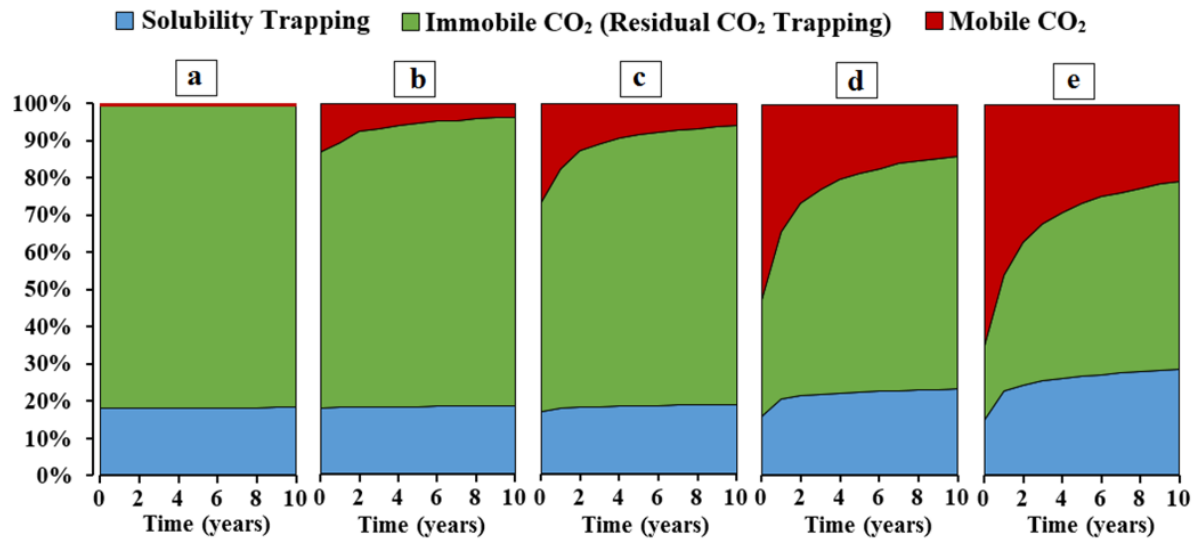 Solubility Trapping Immobile CO₂ (Residual CO₂ Trapping) Mobile CO₂
a b c d e
100%
90%
80%
70%
60%
50%
40%
30%
20%
10%
0%
0 2 4 6 8 10 0 2 4 6 8 10 0 2 4 6 8 10 0 2 4 6 8 10 0 2 4 6 8 10
Time (years) Time (years) Time (years) Time (years) Time (years)